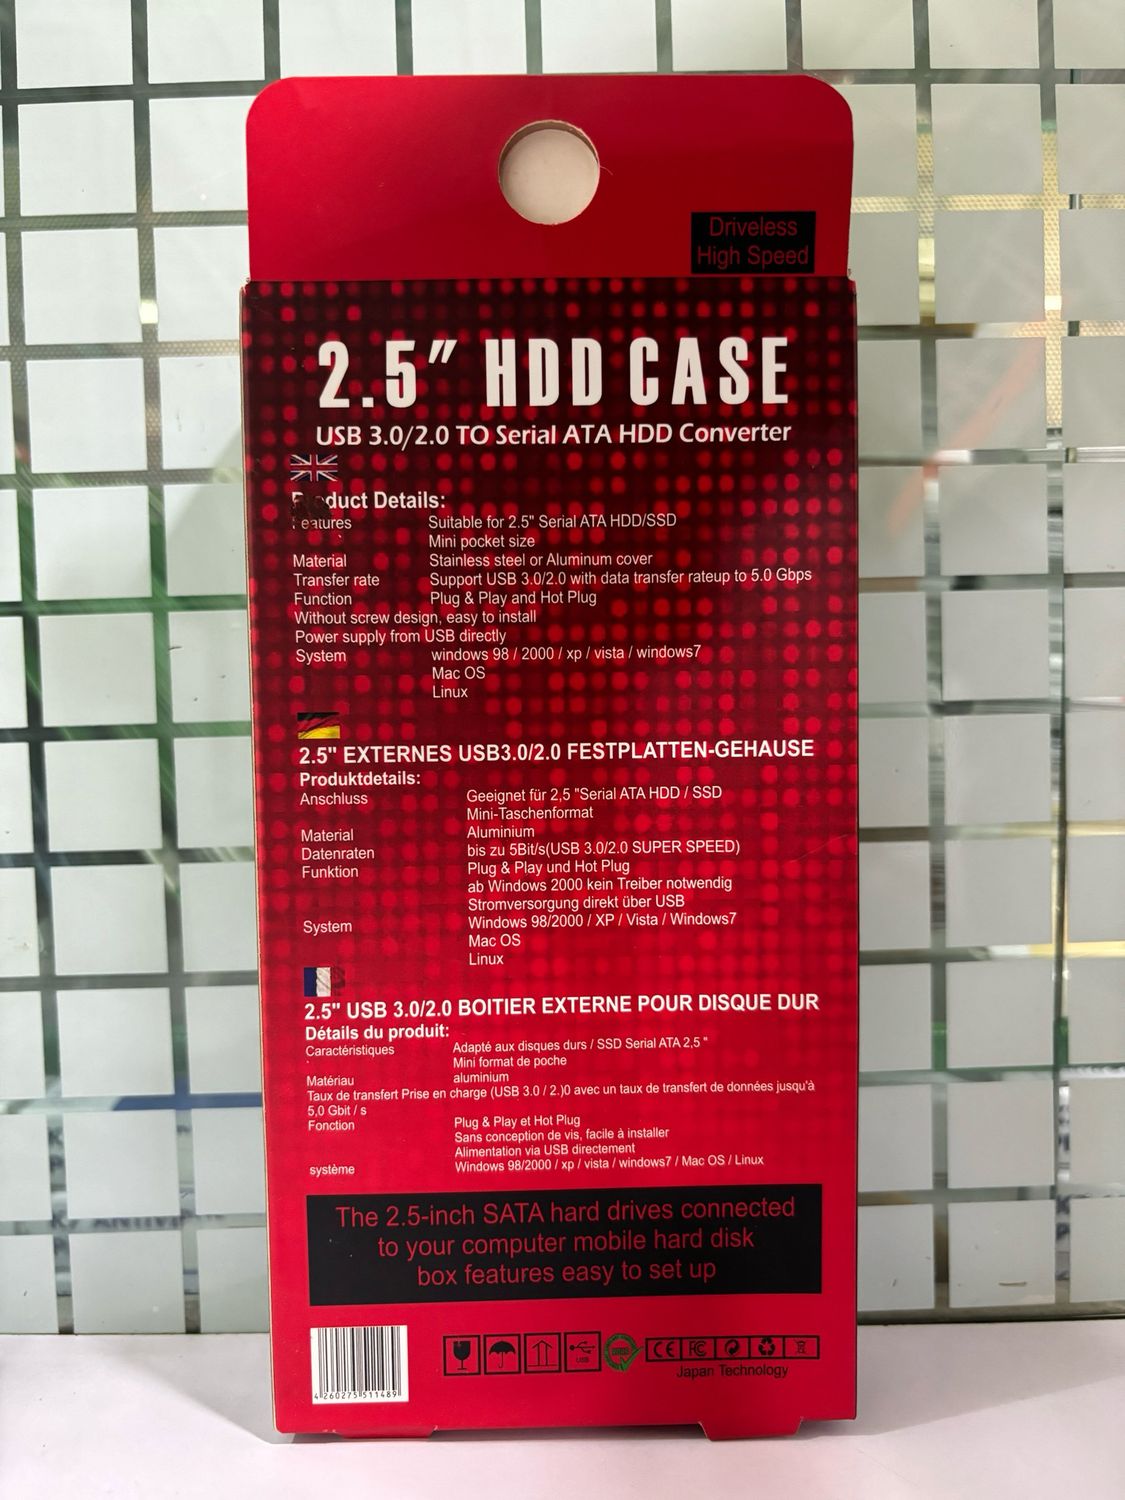 Driveless
High Speed
2.5" HDD CASE
USB 3.0/2.0 TO Serial ATA HDD Converter
Product Details:
Features Suitable for 2.5" Serial ATA HDD/SSD
Mini pocket size
Material Stainless steel or Aluminum cover
Transfer rate Support USB 3.0/2.0 with data transfer rateup to 5.0 Gbps
Function Plug & Play and Hot Plug
Without screw design, easy to install
Power supply from USB directly
System windows 98 / 2000 / xp / vista / windows7
Mac OS
Linux
2.5" EXTERNES USB3.0/2.0 FESTPLATTEN-GEHAUSE
Produktdetails:
Anschluss Geeignet für 2,5 "Serial ATA HDD / SSD
Mini-Taschenformat
Material Aluminium
Datenraten bis zu 5Bit/s(USB 3.0/2.0 SUPER SPEED)
Funktion Plug & Play und Hot Plug
ab Windows 2000 kein Treiber notwendig
Stromversorgung direkt über USB
System Windows 98/2000 / XP / Vista / Windows7
Mac OS
Linux
2.5" USB 3.0/2.0 BOITIER EXTERNE POUR DISQUE DUR
Détails du produit:
Caractéristiques Adapté aux disques durs / SSD Serial ATA 2,5 "
Mini format de poche
Matériau aluminium
Taux de transfert Prise en charge (USB 3.0 / 2.)0 avec un taux de transfert de données jusqu'à
5,0 Gbit / s
Fonction Plug & Play et Hot Plug
Sans conception de vis, facile à installer
Alimentation via USB directement
système Windows 98/2000 / xp / vista / windows7 / Mac OS / Linux
The 2.5-inch SATA hard drives connected
to your computer mobile hard disk
box features easy to set up
USB
CE FC
Japan Technology
4 260275 511489